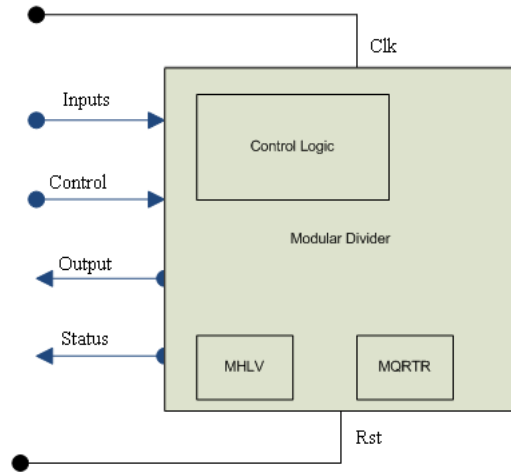 Clk
Inputs
Control Logic
Control
Modular Divider
Output
Status
MHLV
MQRTR
Rst